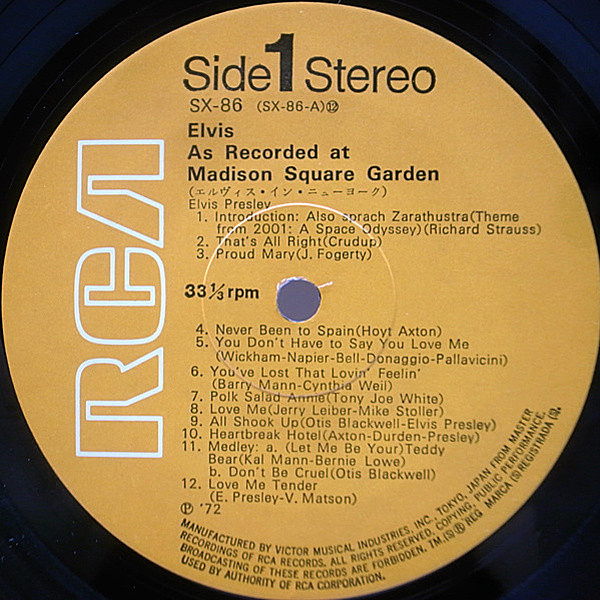 RCA
Side 1 Stereo
SX-86 (SX-86-A)⑫
Elvis
As Recorded at
Madison Square Garden
(エルヴィス・イン・ニューヨーク)
Elvis Presley
1. Introduction: Also sprach Zarathustra(Theme
from 2001: A Space Odyssey)(Richard Strauss)
2. That's All Right(Crudup)
3. Proud Mary(J. Fogerty)
33 1/3 rpm
4. Never Been to Spain(Hoyt Axton)
5. You Don't Have to Say You Love Me
(Wickham-Napier-Bell-Donaggio-Pallavicini)
6. You've Lost That Lovin' Feelin'
(Barry Mann-Cynthia Weil)
7. Polk Salad Annie(Tony Joe White)
8. Love Me(Jerry Leiber-Mike Stoller)
9. All Shook Up(Otis Blackwell-Elvis Presley)
10. Heartbreak Hotel(Axton-Durden-Presley)
11. Medley: a. (Let Me Be Your)Teddy
Bear(Kal Mann-Bernie Lowe)
b. Don't Be Cruel(Otis Blackwell)
12. Love Me Tender
(E. Presley-V. Matson)
Ⓟ '72
MANUFACTURED BY VICTOR MUSICAL INDUSTRIES, INC. TOKYO, JAPAN FROM MASTER
RECORDINGS OF RCA RECORDS. ALL RIGHTS RESERVED, COPYING, PUBLIC PERFORMANCE,
BROADCASTING OF THESE RECORDS ARE FORBIDDEN. TM.(S)® REG MARCA(S) REGISTRADA(S).
USED BY AUTHORITY OF RCA CORPORATION.